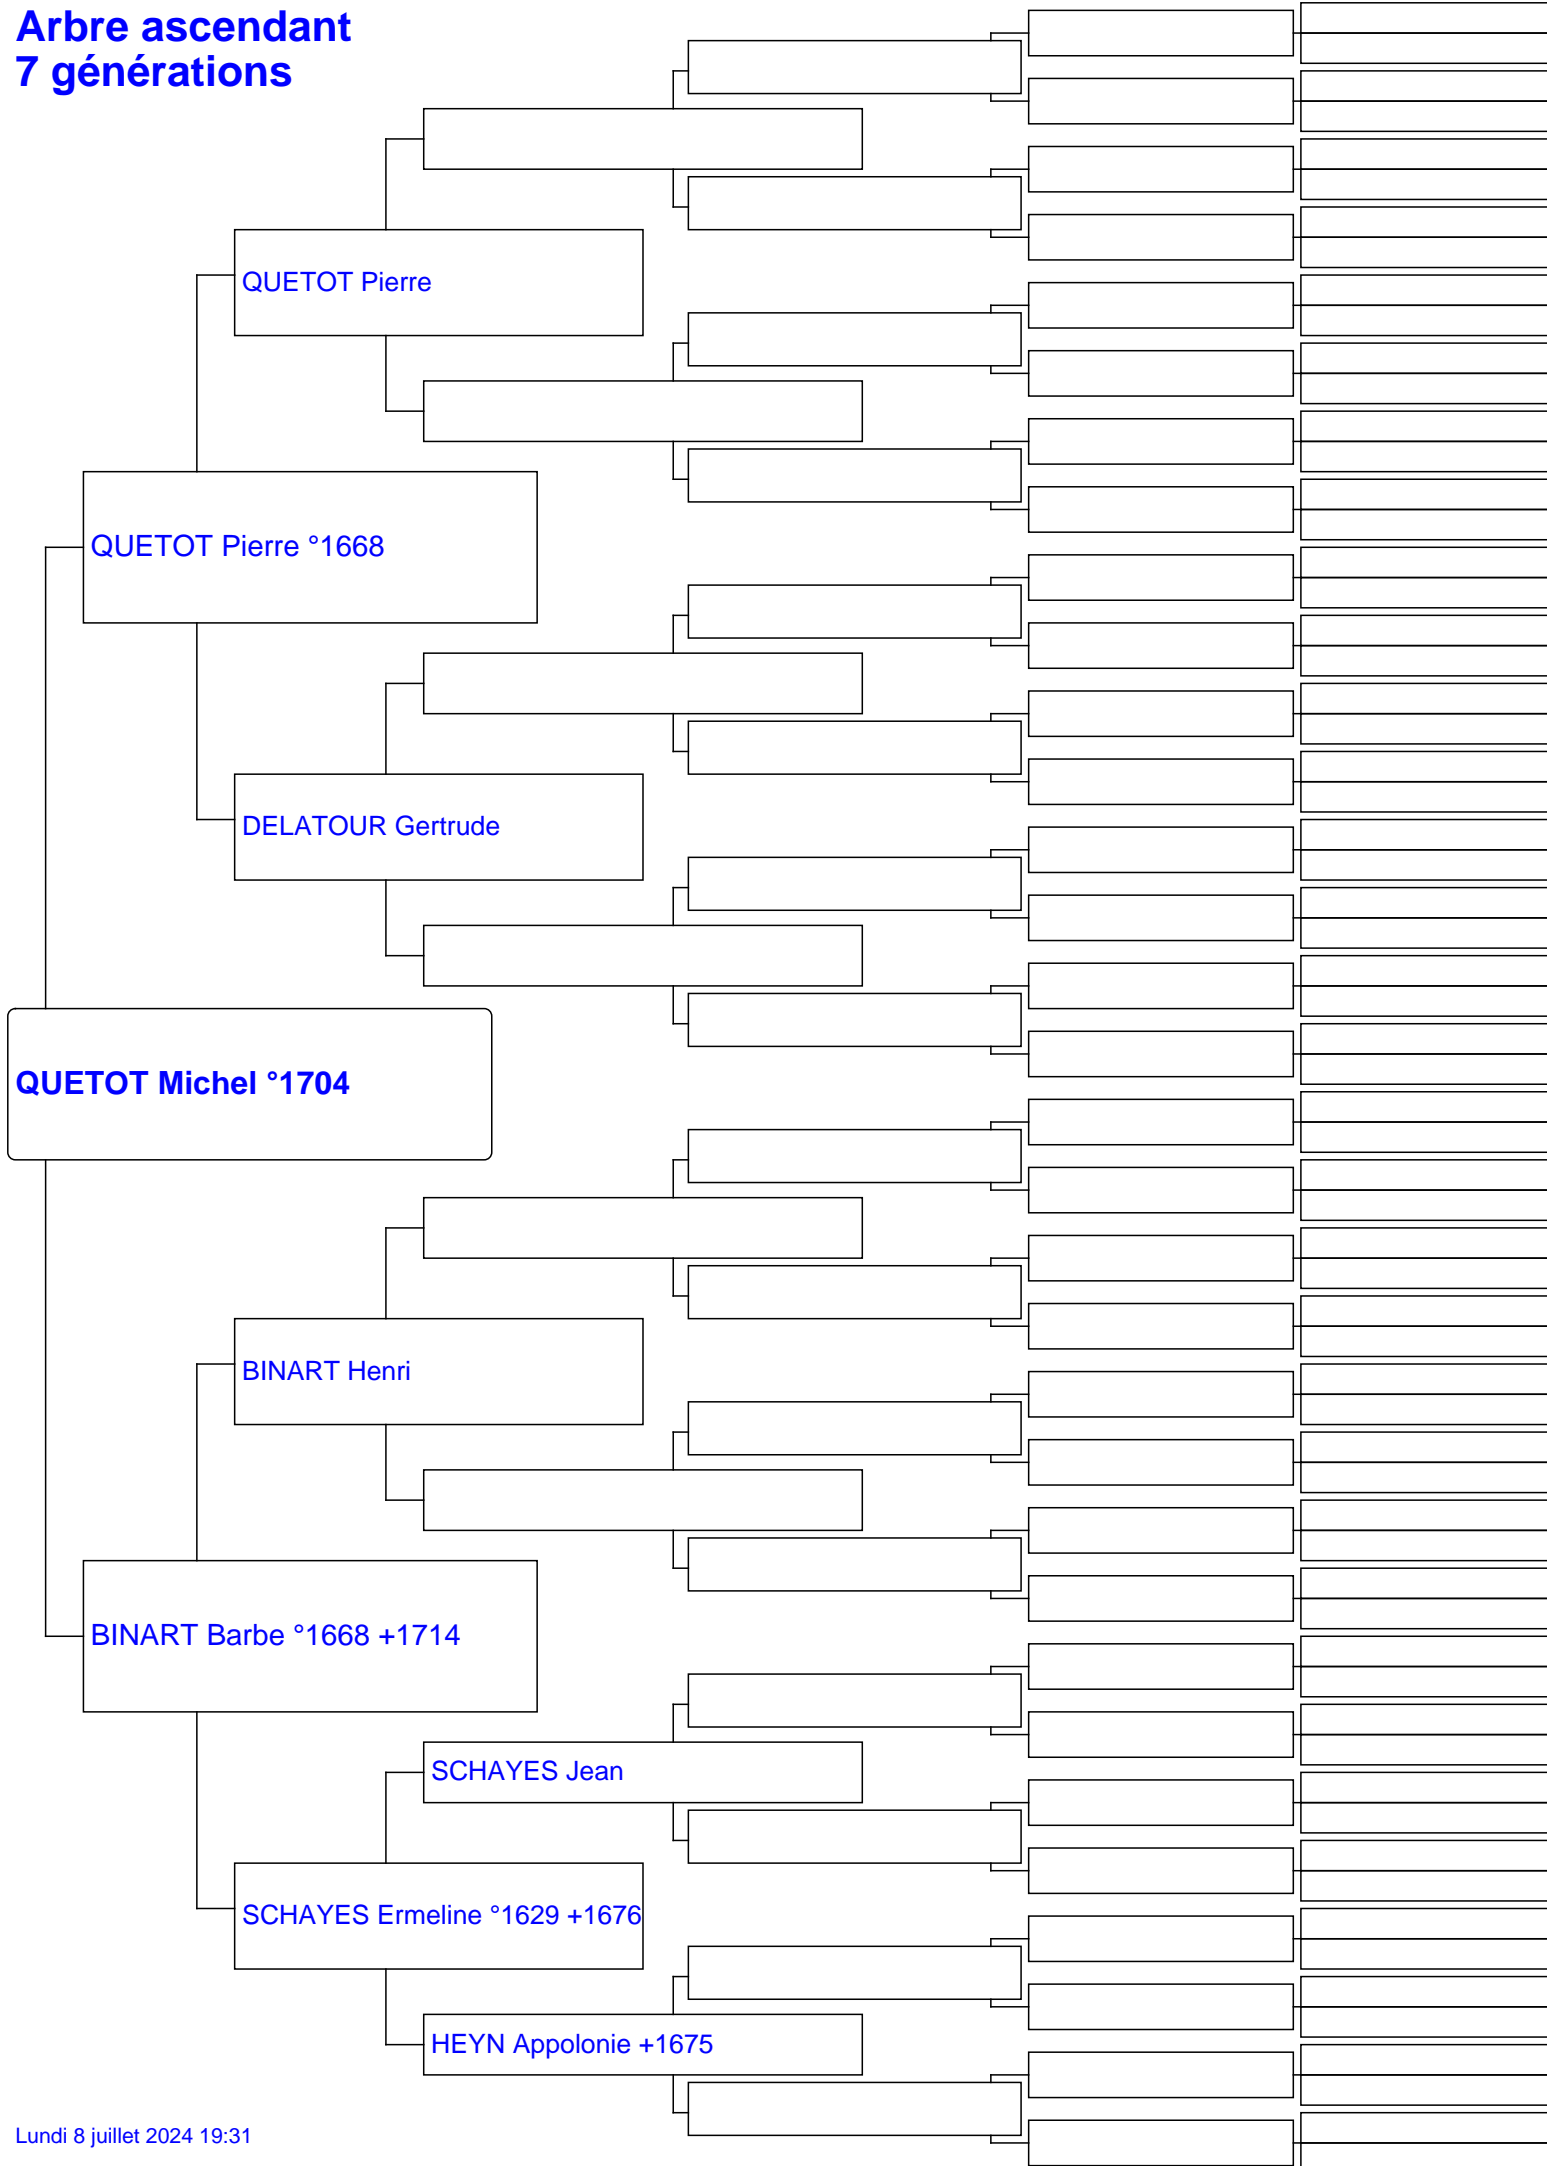 Arbre ascendant
7 générations
QUETOT Pierre
QUETOT Pierre °1668
DELATOUR Gertrude
QUETOT Michel °1704
BINART Henri
BINART Barbe °1668 +1714
SCHAYES Jean
SCHAYES Ermeline °1629 +1676
HEYN Appolonie +1675
Lundi 8 juillet 2024 19:31